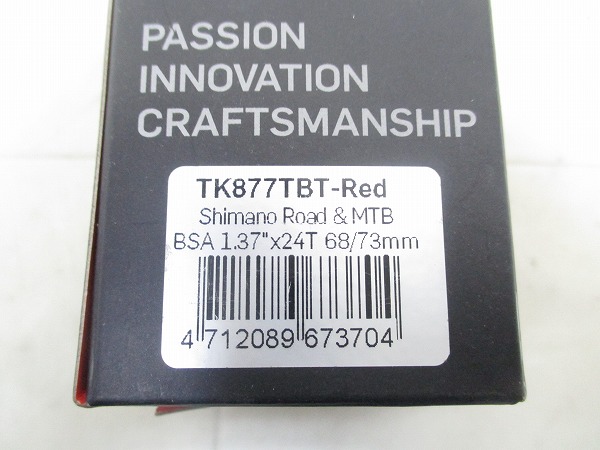 PASSION
INNOVATION
CRAFTSMANSHIP
TK877TBT-Red
Shimano Road & MTB
BSA 1.37"x24T 68/73mm
4 712089 673704